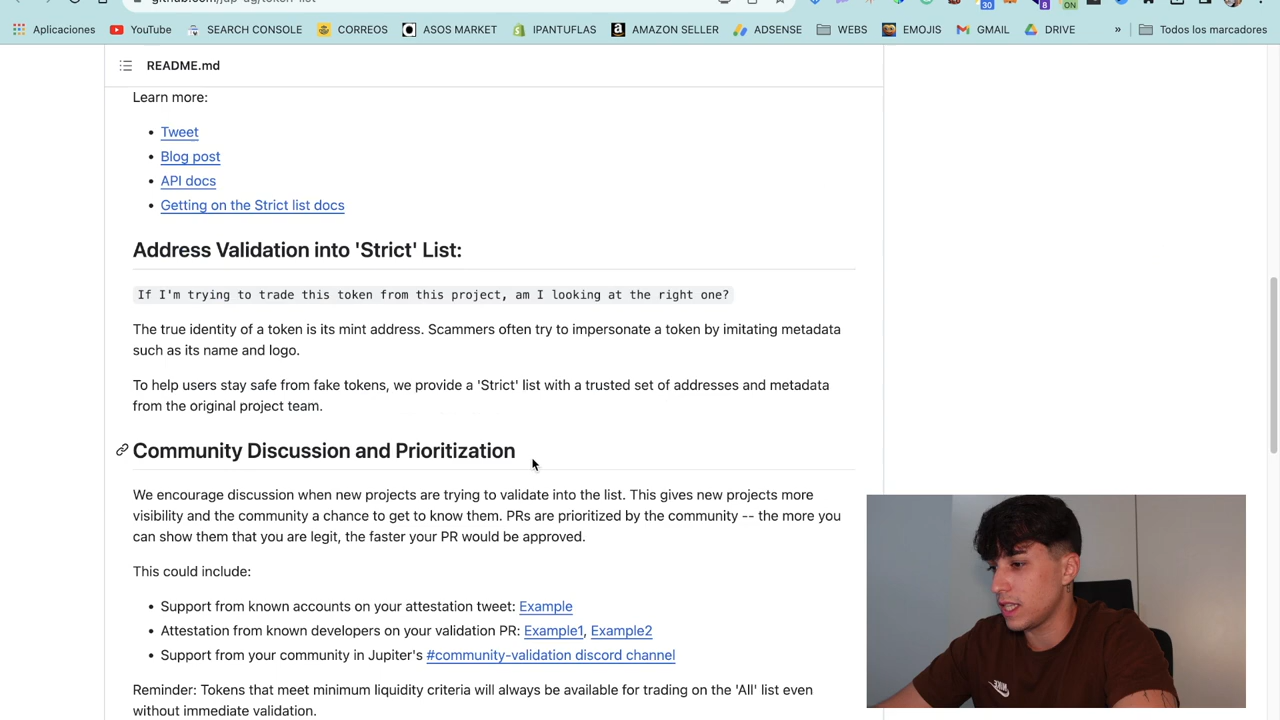 github.com/jup-ag/token-list
30
8
ON
Aplicaciones
YouTube
SEARCH CONSOLE
CORREOS
ASOS MARKET
IPANTUFLAS
AMAZON SELLER
ADSENSE
WEBS
EMOJIS
GMAIL
DRIVE
»
Todos los marcadores
README.md
Learn more:
• Tweet
• Blog post
• API docs
• Getting on the Strict list docs
Address Validation into 'Strict' List:
If I'm trying to trade this token from this project, am I looking at the right one?
The true identity of a token is its mint address. Scammers often try to impersonate a token by imitating metadata
such as its name and logo.
To help users stay safe from fake tokens, we provide a 'Strict' list with a trusted set of addresses and metadata
from the original project team.
Community Discussion and Prioritization
We encourage discussion when new projects are trying to validate into the list. This gives new projects more
visibility and the community a chance to get to know them. PRs are prioritized by the community -- the more you
can show them that you are legit, the faster your PR would be approved.
This could include:
• Support from known accounts on your attestation tweet: Example
• Attestation from known developers on your validation PR: Example1, Example2
• Support from your community in Jupiter's #community-validation discord channel
Reminder: Tokens that meet minimum liquidity criteria will always be available for trading on the 'All' list even
without immediate validation.